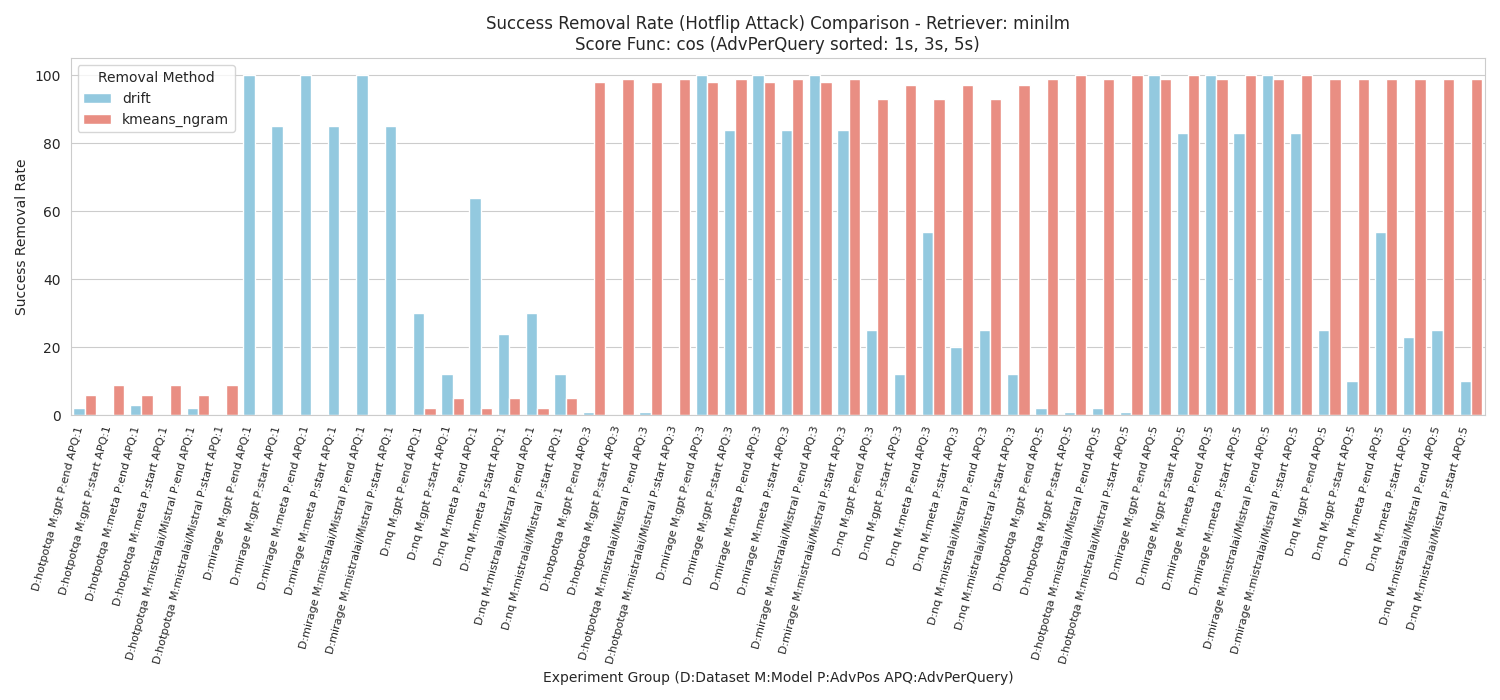 Success Removal Rate (Hotflip Attack) Comparison - Retriever: minilm
Score Func: cos (AdvPerQuery sorted: 1s, 3s, 5s)
Removal Method
drift
kmeans_ngram
Success Removal Rate
100
80
60
40
20
0
D:hotpotqa M:gpt P:end APQ:1
D:hotpotqa M:gpt P:start APQ:1
D:hotpotqa M:meta P:end APQ:1
D:hotpotqa M:meta P:start APQ:1
D:hotpotqa M:mistralai/Mistral P:end APQ:1
D:hotpotqa M:mistralai/Mistral P:start APQ:1
D:mirage M:gpt P:end APQ:1
D:mirage M:gpt P:start APQ:1
D:mirage M:meta P:end APQ:1
D:mirage M:meta P:start APQ:1
D:mirage M:mistralai/Mistral P:end APQ:1
D:mirage M:mistralai/Mistral P:start APQ:1
D:nq M:gpt P:end APQ:1
D:nq M:gpt P:start APQ:1
D:nq M:meta P:end APQ:1
D:nq M:meta P:start APQ:1
D:nq M:mistralai/Mistral P:end APQ:1
D:nq M:mistralai/Mistral P:start APQ:1
D:hotpotqa M:gpt P:end APQ:3
D:hotpotqa M:gpt P:start APQ:3
D:hotpotqa M:mistralai/Mistral P:end APQ:3
D:hotpotqa M:mistralai/Mistral P:start APQ:3
D:mirage M:gpt P:end APQ:3
D:mirage M:gpt P:start APQ:3
D:mirage M:meta P:end APQ:3
D:mirage M:meta P:start APQ:3
D:mirage M:mistralai/Mistral P:end APQ:3
D:mirage M:mistralai/Mistral P:start APQ:3
D:nq M:gpt P:end APQ:3
D:nq M:gpt P:start APQ:3
D:nq M:meta P:end APQ:3
D:nq M:meta P:start APQ:3
D:nq M:mistralai/Mistral P:end APQ:3
D:nq M:mistralai/Mistral P:start APQ:3
D:hotpotqa M:gpt P:end APQ:5
D:hotpotqa M:gpt P:start APQ:5
D:hotpotqa M:mistralai/Mistral P:end APQ:5
D:hotpotqa M:mistralai/Mistral P:start APQ:5
D:mirage M:gpt P:end APQ:5
D:mirage M:gpt P:start APQ:5
D:mirage M:meta P:end APQ:5
D:mirage M:meta P:start APQ:5
D:mirage M:mistralai/Mistral P:end APQ:5
D:mirage M:mistralai/Mistral P:start APQ:5
D:nq M:gpt P:end APQ:5
D:nq M:gpt P:start APQ:5
D:nq M:meta P:end APQ:5
D:nq M:meta P:start APQ:5
D:nq M:mistralai/Mistral P:end APQ:5
D:nq M:mistralai/Mistral P:start APQ:5
Experiment Group (D:Dataset M:Model P:AdvPos APQ:AdvPerQuery)